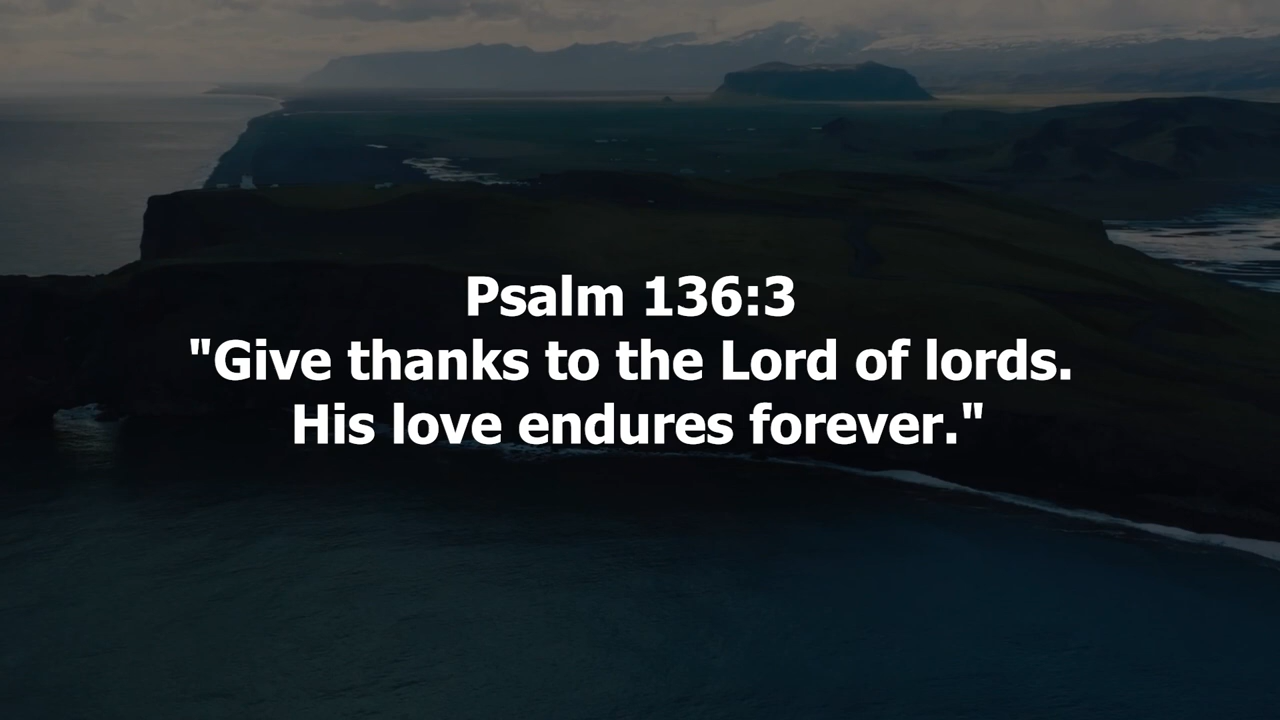 Psalm 136:3
"Give thanks to the Lord of lords.
His love endures forever."